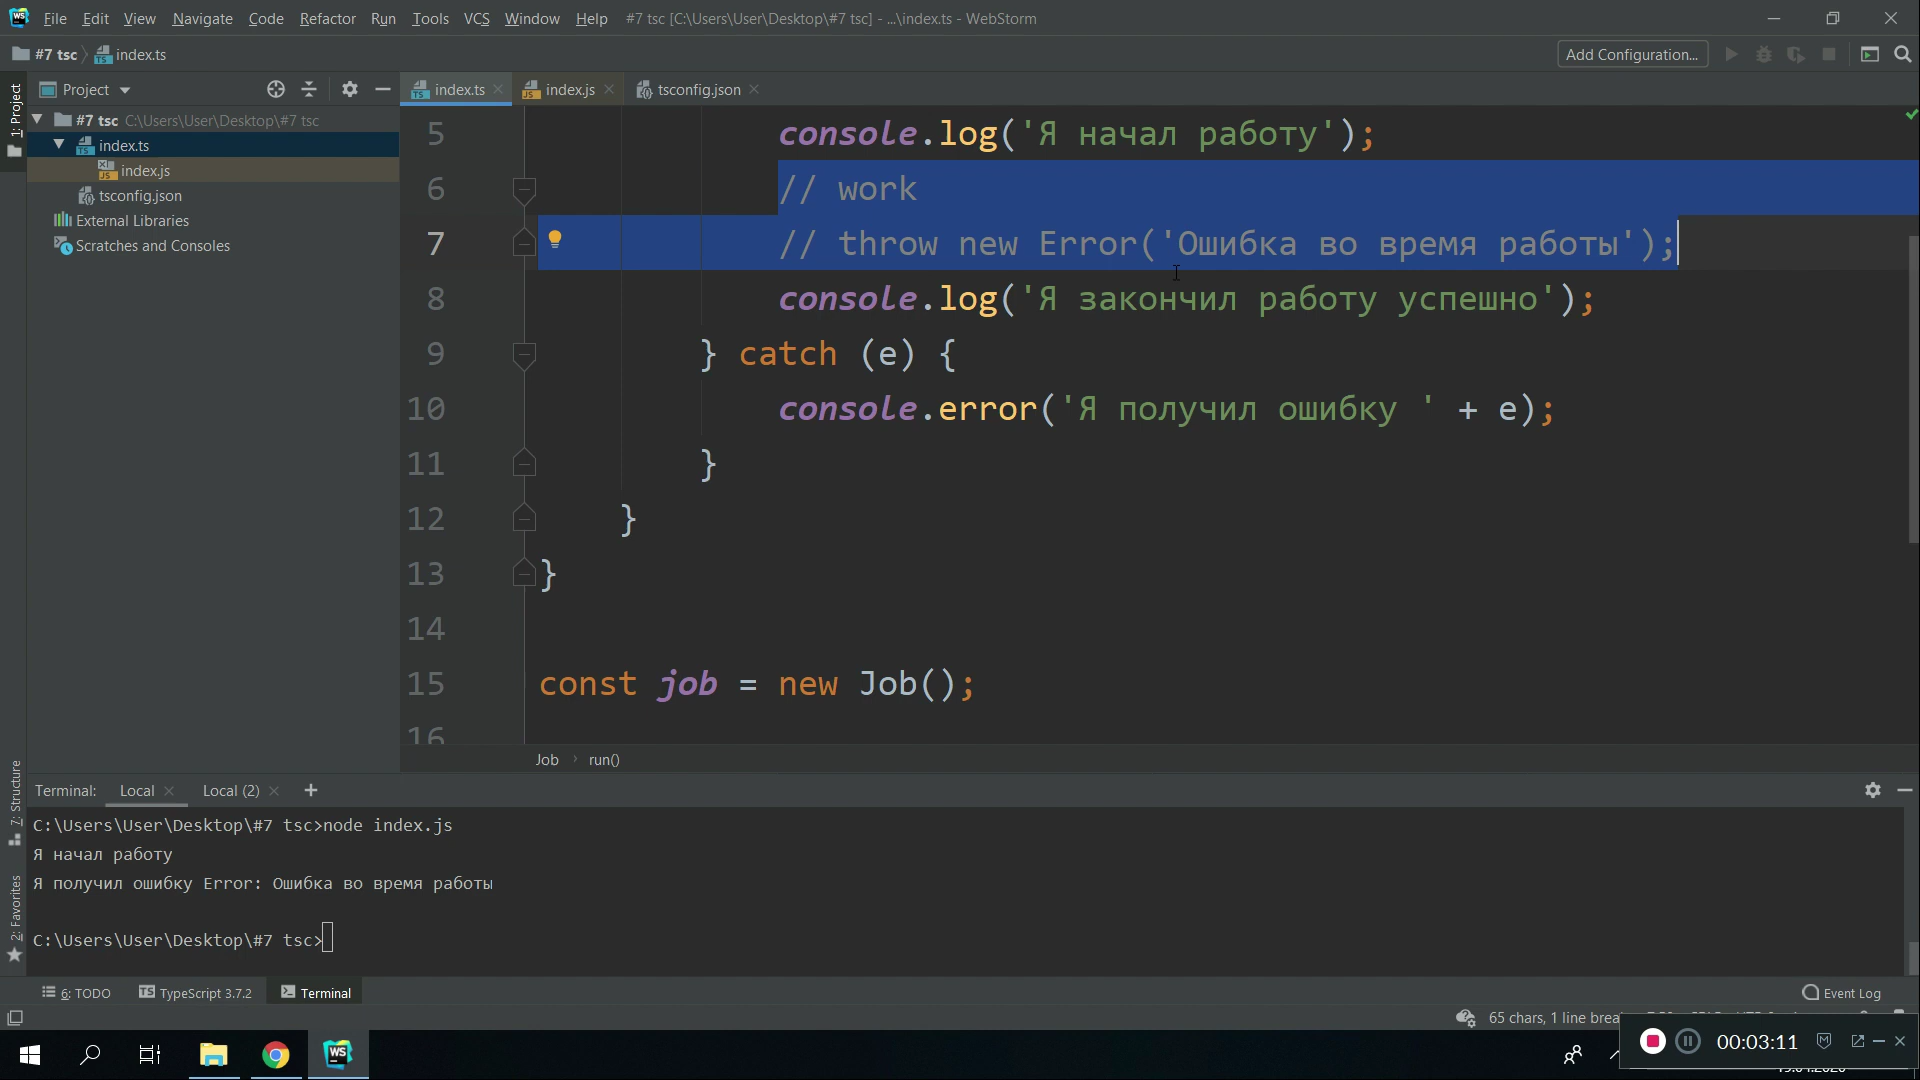 File Edit View Navigate Code Refactor Run Tools VCS Window Help #7 tsc [C:\Users\User\Desktop\#7 tsc] - ...\index.ts - WebStorm
#7 tsc index.ts Add Configuration...
1: Project
Project
index.ts index.js tsconfig.json
#7 tsc C:\Users\User\Desktop\#7 tsc
index.ts
index.js
tsconfig.json
External Libraries
Scratches and Consoles
5 console.log('Я начал работу');
6 // work
7 // throw new Error('Ошибка во время работы');
8 console.log('Я закончил работу успешно');
9 } catch (e) {
10 console.error('Я получил ошибку ' + e);
11 }
12 }
13 }
14
15 const job = new Job();
16
Job run()
7: Structure
2: Favorites
Terminal: Local Local (2) +
C:\Users\User\Desktop\#7 tsc>node index.js
Я начал работу
Я получил ошибку Error: Ошибка во время работы
C:\Users\User\Desktop\#7 tsc>
6: TODO TypeScript 3.7.2 Terminal Event Log
65 chars, 1 line
00:03:11